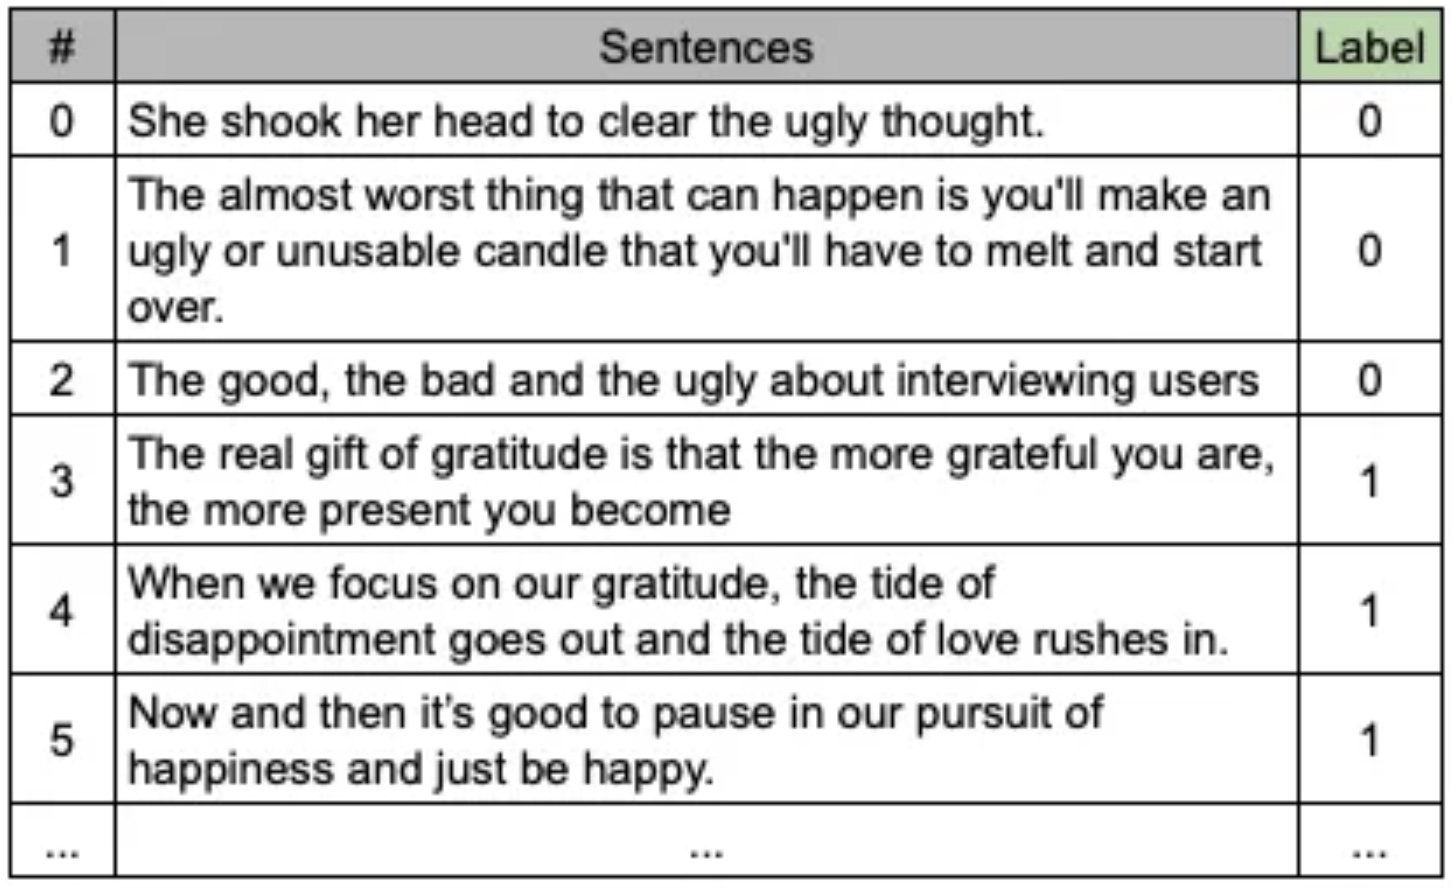 # Sentences Label
0 She shook her head to clear the ugly thought. 0
The almost worst thing that can happen is you'll make an
1 ugly or unusable candle that you'll have to melt and start 0
over.
2 The good, the bad and the ugly about interviewing users 0
3 The real gift of gratitude is that the more grateful you are, 1
the more present you become
4 When we focus on our gratitude, the tide of 1
disappointment goes out and the tide of love rushes in.
5 Now and then it's good to pause in our pursuit of 1
happiness and just be happy.
... ... ...